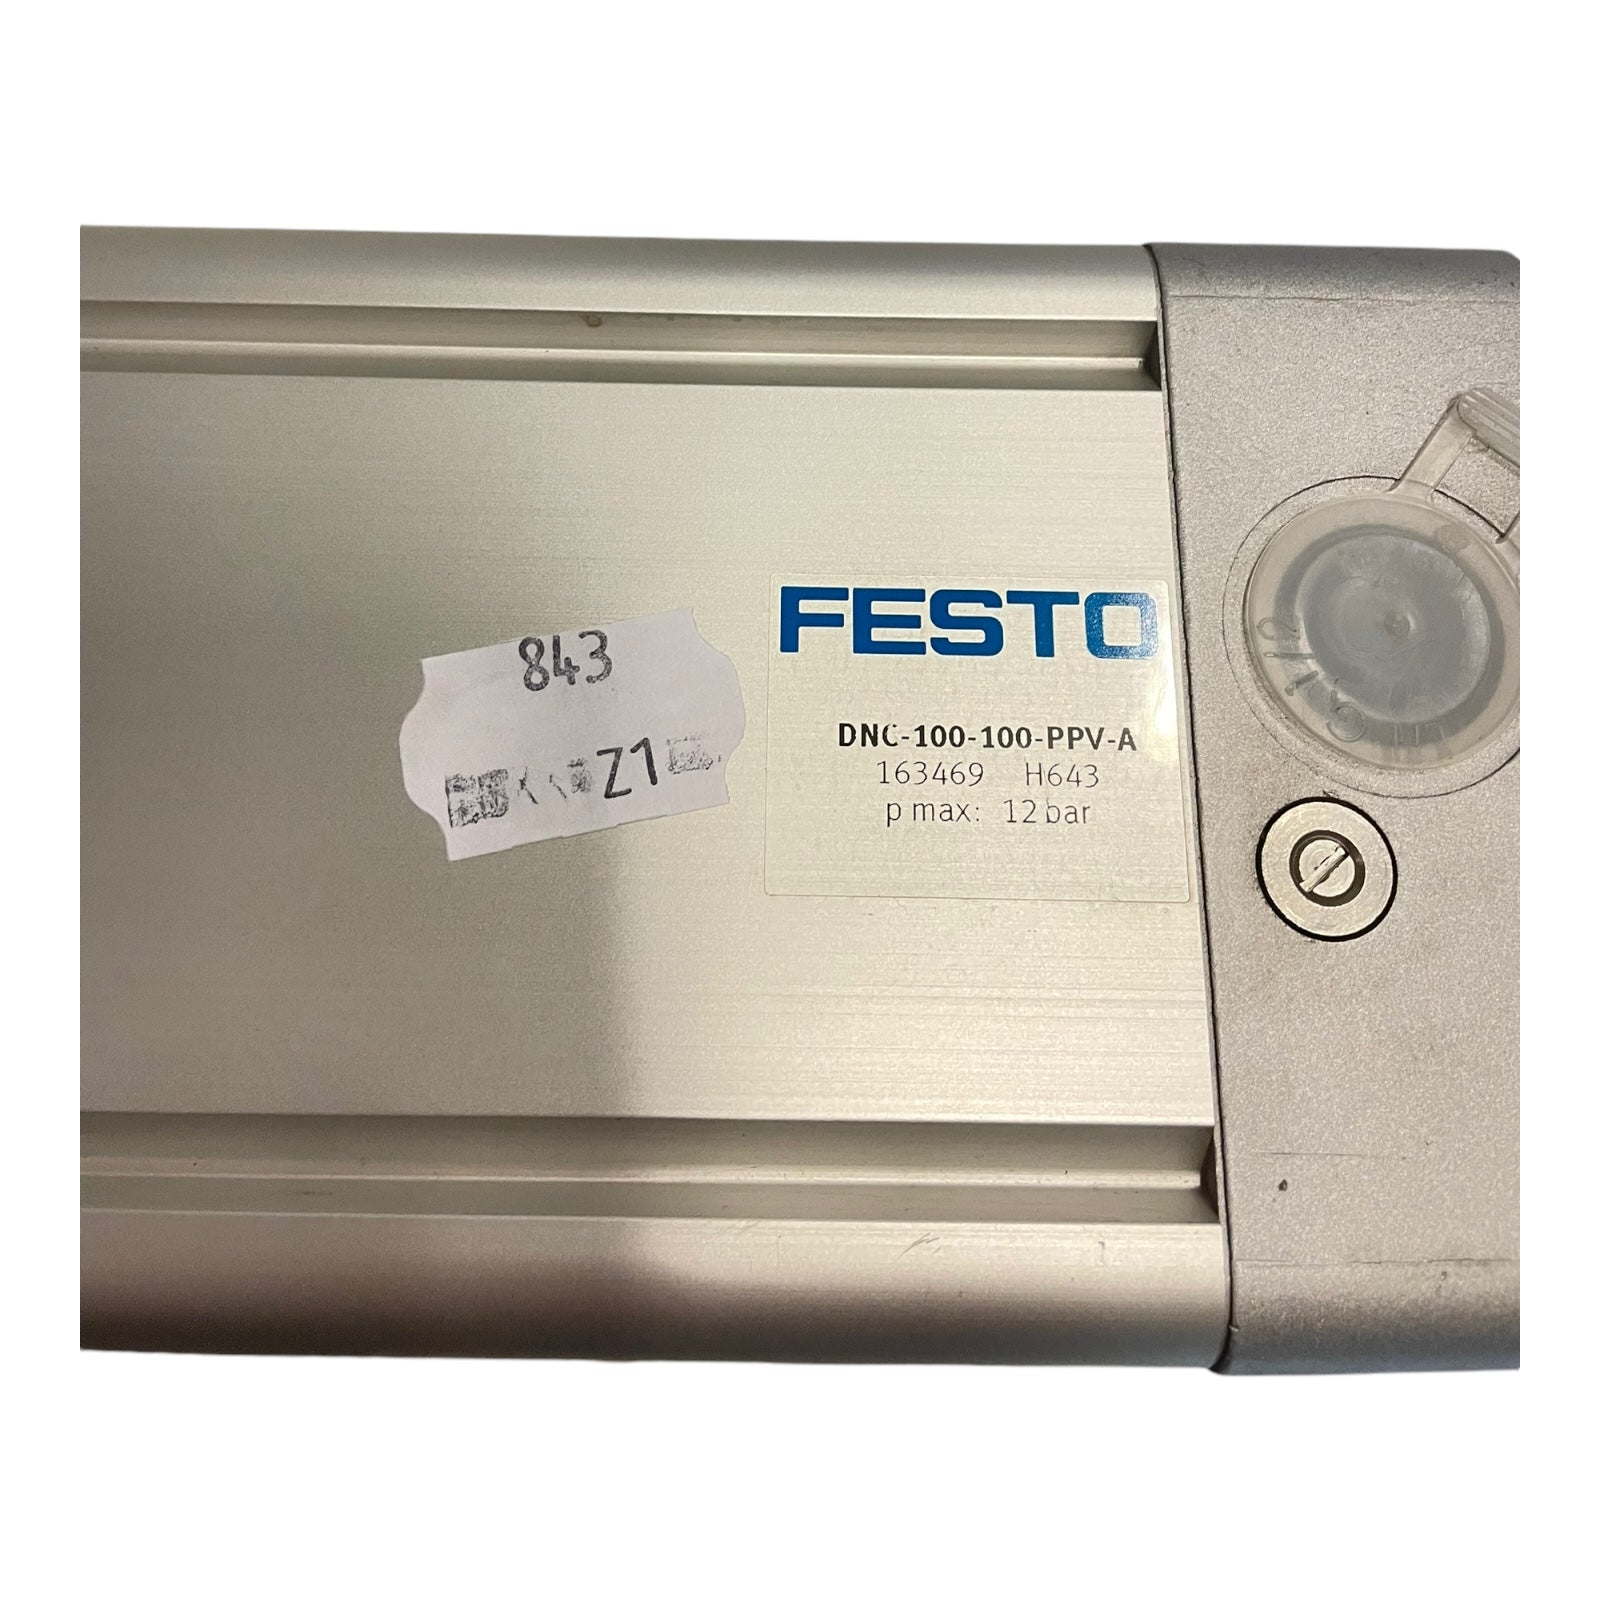 843
Z1
FESTO
DNC-100-100-PPV-A
163469 H643
p max: 12 bar